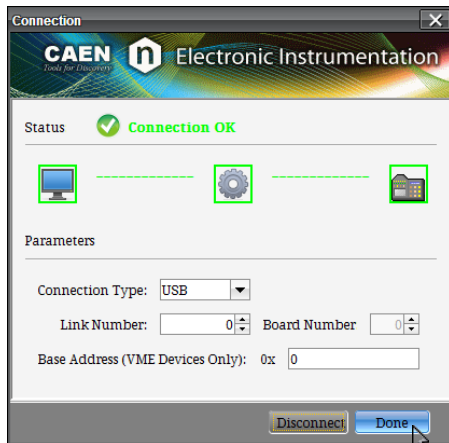 Connection
CAEN n Electronic Instrumentation
Tools for Discovery
Status Connection OK
Parameters
Connection Type: USB
Link Number: 0 Board Number 0
Base Address (VME Devices Only): 0x 0
Disconnect Done